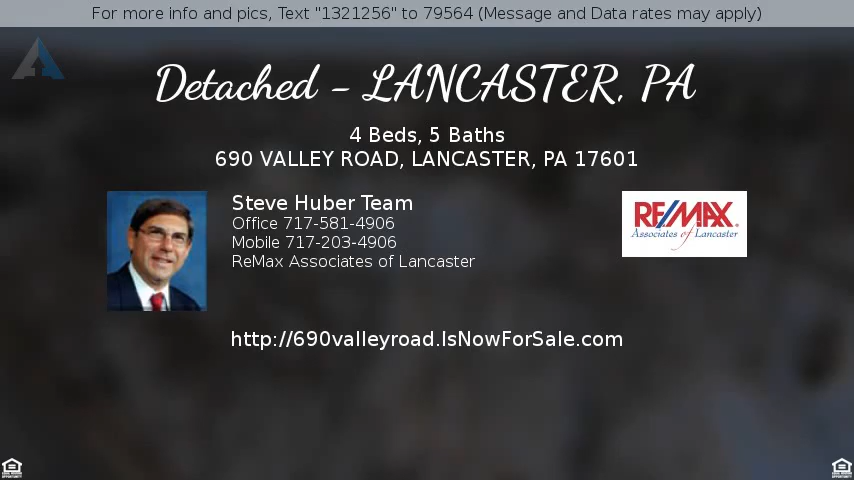 For more info and pics, Text "1321256" to 79564 (Message and Data rates may apply)
Detached - LANCASTER, PA
4 Beds, 5 Baths
690 VALLEY ROAD, LANCASTER, PA 17601
Steve Huber Team
Office 717-581-4906
Mobile 717-203-4906
ReMax Associates of Lancaster
RE/MAX
Associates of Lancaster
http://690valleyroad.IsNowForSale.com